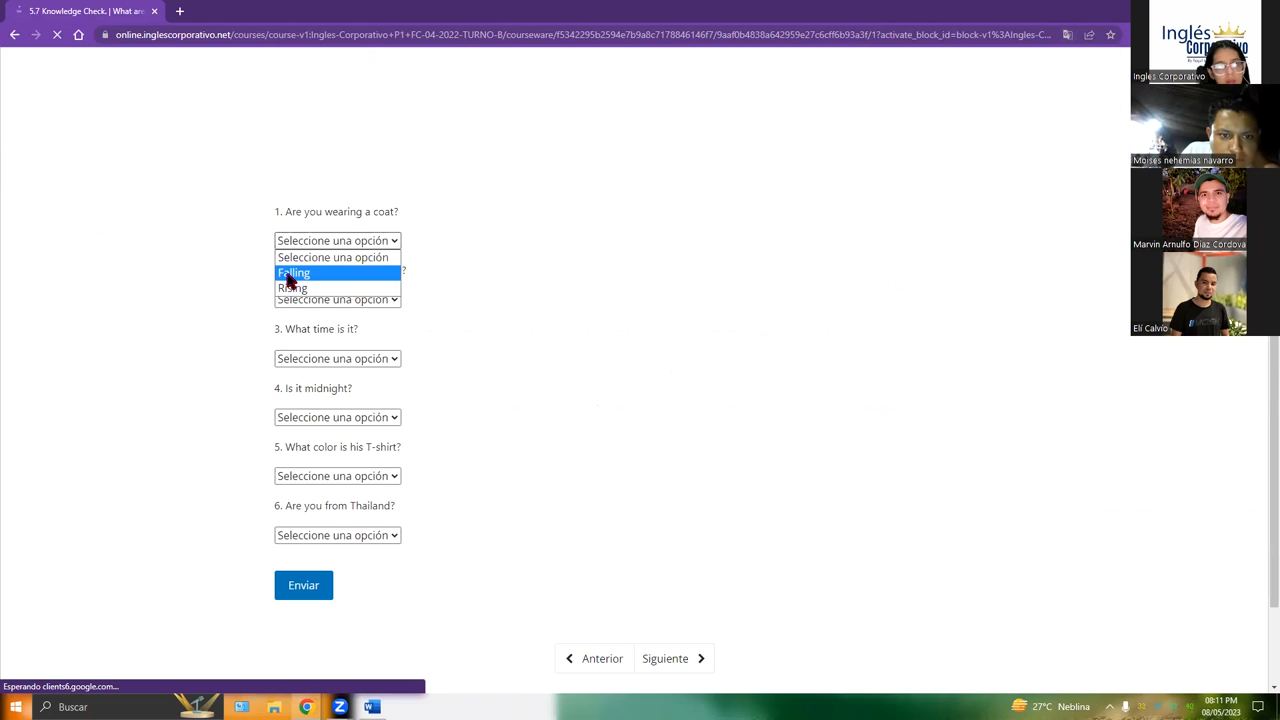 5.7 Knowledge Check. | What are
online.inglescorporativo.net/courses/course-v1:Ingles-Corporativo+P1+FC-04-2022-TURNO-8/courseware/f5342295b2594e7b9a8c7178846146f7/9aaf0b4838a642959e27c6cff6b93a3f/1?activate_block_id=block-v1%3AIngles-C...
1. Are you wearing a coat?
Seleccione una opción
Seleccione una opción
Falling
?
Rising
Seleccione una opción
3. What time is it?
Seleccione una opción
4. Is it midnight?
Seleccione una opción
5. What color is his T-shirt?
Seleccione una opción
6. Are you from Thailand?
Seleccione una opción
Enviar
Anterior
Siguiente
Esperando clients6.google.com...
Inglés
Corporativo
Ingles Corporativo
Moises nehemias navarro
Marvin Arnulfo Diaz Cordova
Elí Calvío
Buscar
27°C Neblina
08:11 PM
08/05/2023